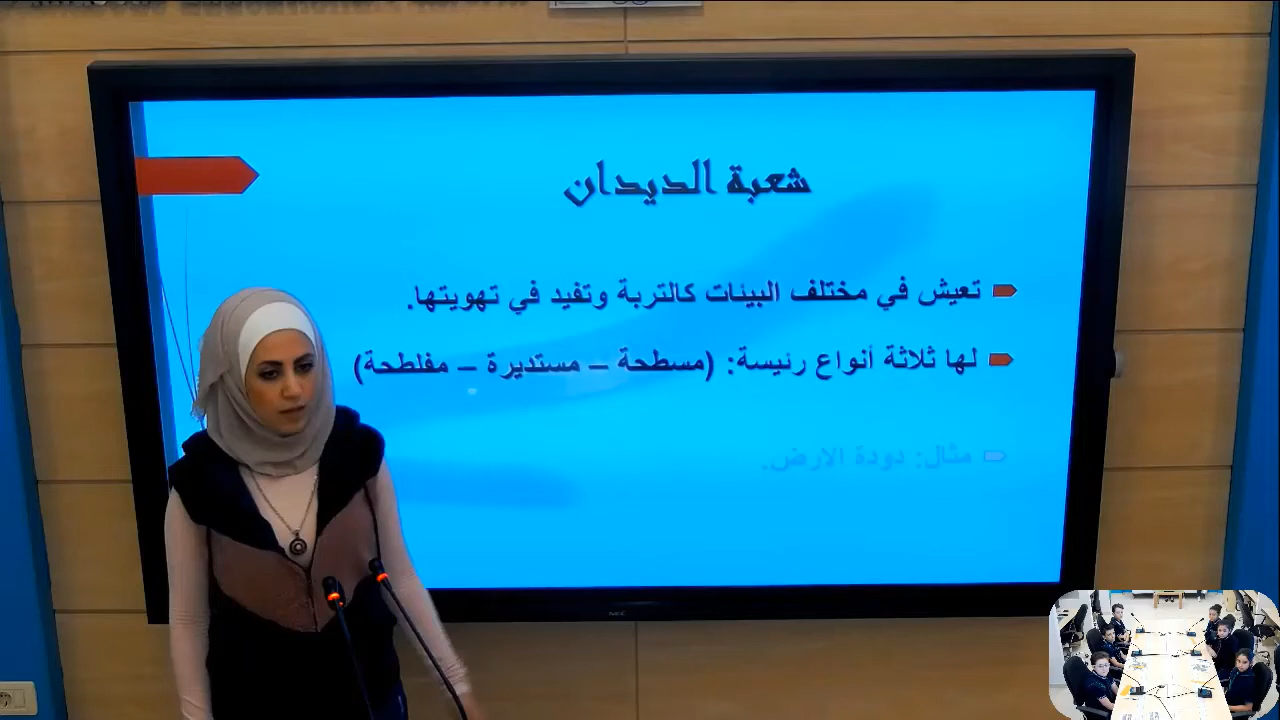 شعبة الديدان
تعيش في مختلف البيئات كالتربة وتفيد في تهويتها.
لها ثلاثة أنواع رئيسة: (مسطحة – مستديرة – مفلطحة)
مثال: دودة الارض.
NEC